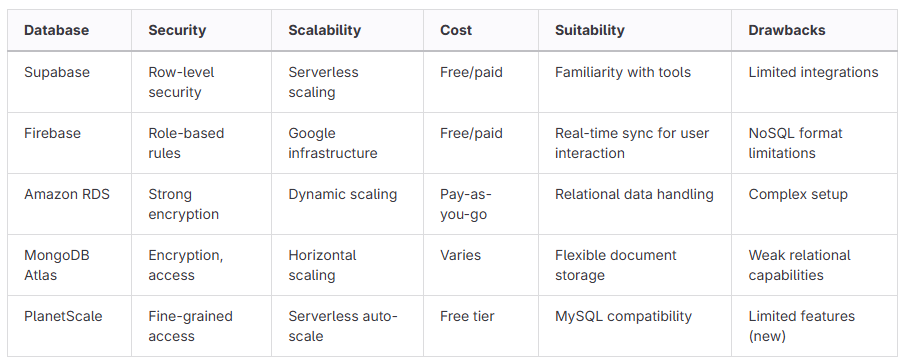 Database Security Scalability Cost Suitability Drawbacks
Supabase Row-level Serverless Free/paid Familiarity with tools Limited integrations
security scaling
Firebase Role-based Google Free/paid Real-time sync for user NoSQL format
rules infrastructure interaction limitations
Amazon RDS Strong Dynamic scaling Pay-as- Relational data handling Complex setup
encryption you-go
MongoDB Encryption, Horizontal Varies Flexible document Weak relational
Atlas access scaling storage capabilities
PlanetScale Fine-grained Serverless auto- Free tier MySQL compatibility Limited features
access scale (new)